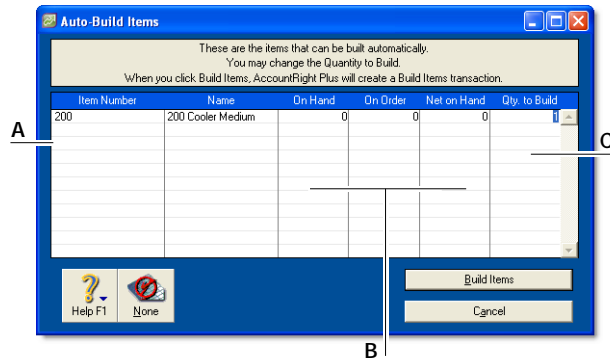 Auto-Build Items
These are the items that can be built automatically.
You may change the Quantity to Build.
When you click Build Items, AccountRight Plus will create a Build Items transaction.
Item Number Name On Hand On Order Net on Hand Qty. to Build
200 200 Cooler Medium 0 0 0 1
A
C
Help F1 None Build Items
Cancel
B